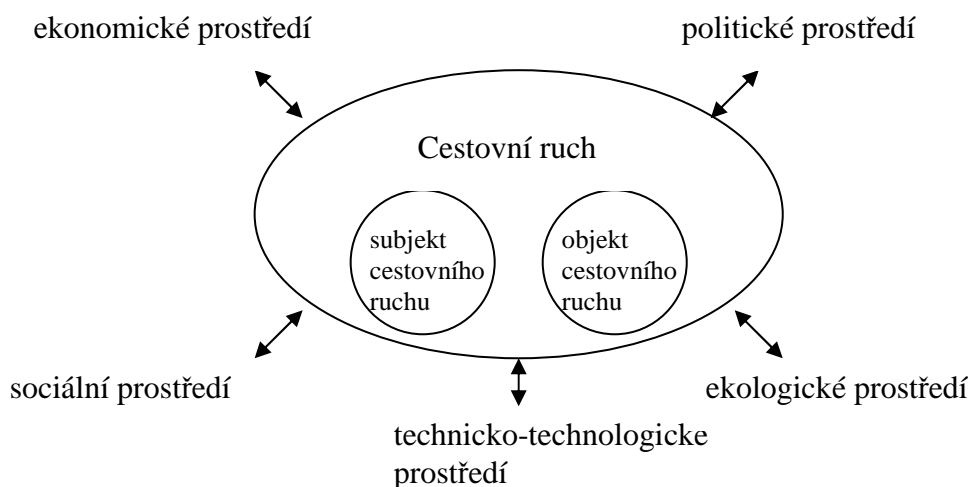 ekonomické prostředí
politické prostředí
Cestovní ruch
subjekt
cestovního
ruchu
objekt
cestovního
ruchu
sociální prostředí
ekologické prostředí
technicko-technologicke
prostředí